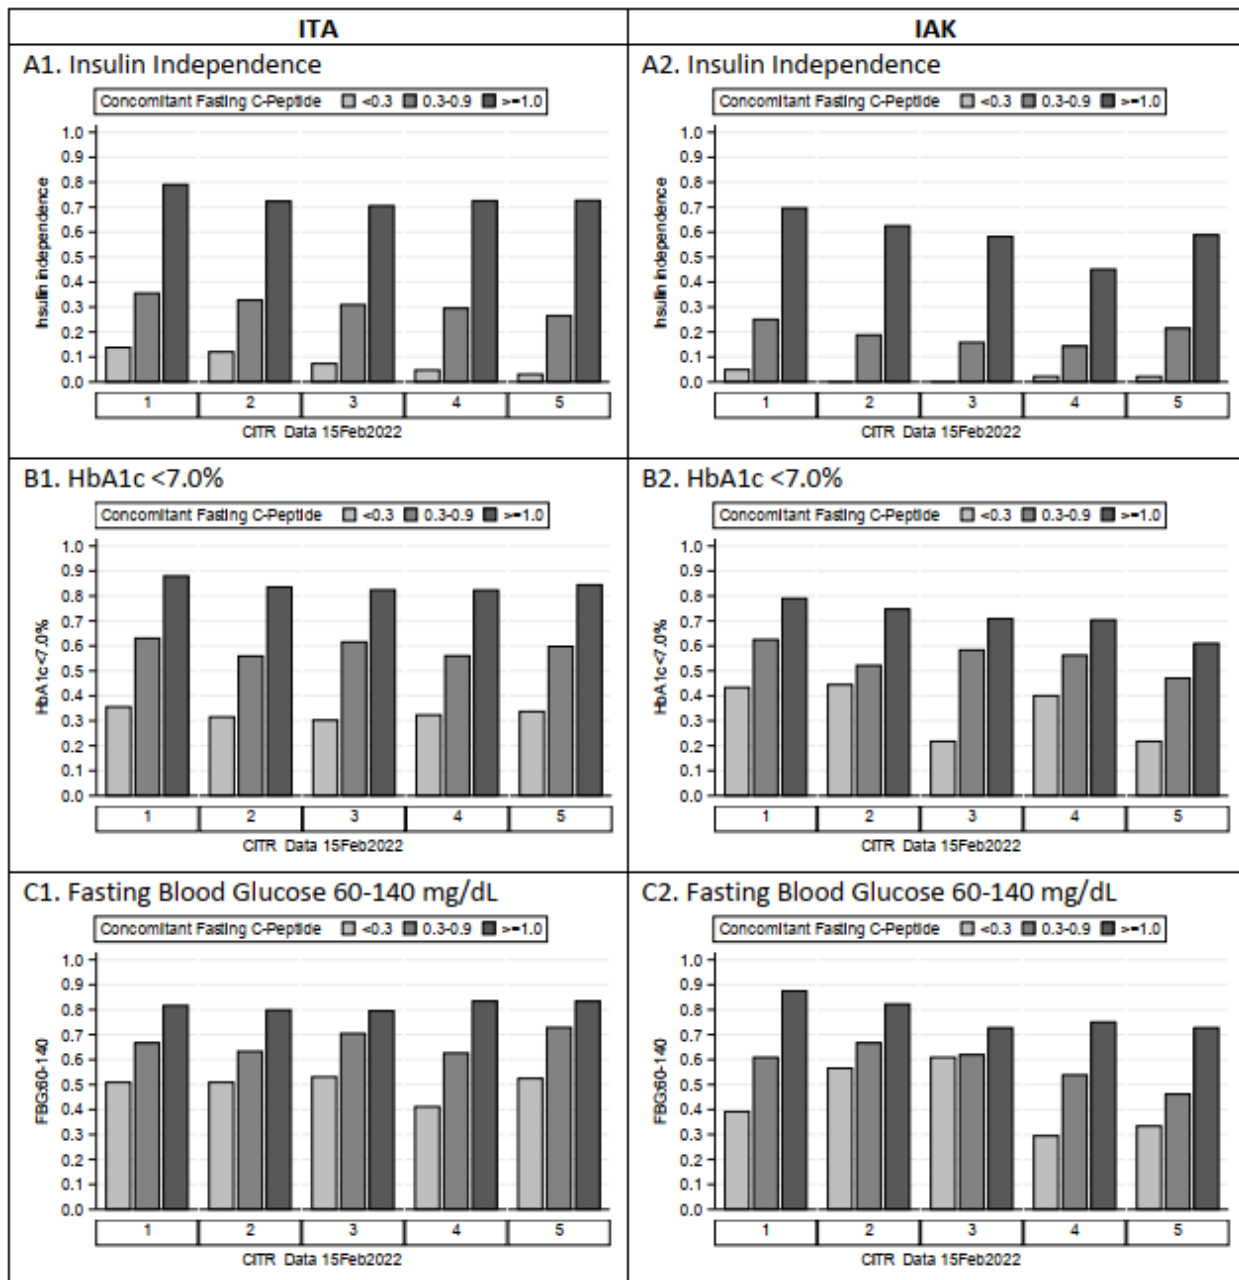 ITA
IAK
A1. Insulin Independence
Concomitant Fasting C-Peptide <0.3 0.3-0.9 >=1.0
1.0
0.9
0.8
0.7
0.6
0.5
0.4
0.3
0.2
0.1
0.0
Insulin independence
1 2 3 4 5
CITR Data 15Feb2022
A2. Insulin Independence
Concomitant Fasting C-Peptide <0.3 0.3-0.9 >=1.0
1.0
0.9
0.8
0.7
0.6
0.5
0.4
0.3
0.2
0.1
0.0
Insulin independence
1 2 3 4 5
CITR Data 15Feb2022
B1. HbA1c <7.0%
Concomitant Fasting C-Peptide <0.3 0.3-0.9 >=1.0
1.0
0.9
0.8
0.7
0.6
0.5
0.4
0.3
0.2
0.1
0.0
HbA1c<7.0%
1 2 3 4 5
CITR Data 15Feb2022
B2. HbA1c <7.0%
Concomitant Fasting C-Peptide <0.3 0.3-0.9 >=1.0
1.0
0.9
0.8
0.7
0.6
0.5
0.4
0.3
0.2
0.1
0.0
HbA1c<7.0%
1 2 3 4 5
CITR Data 15Feb2022
C1. Fasting Blood Glucose 60-140 mg/dL
Concomitant Fasting C-Peptide <0.3 0.3-0.9 >=1.0
1.0
0.9
0.8
0.7
0.6
0.5
0.4
0.3
0.2
0.1
0.0
FBG:60-140
1 2 3 4 5
CITR Data 15Feb2022
C2. Fasting Blood Glucose 60-140 mg/dL
Concomitant Fasting C-Peptide <0.3 0.3-0.9 >=1.0
1.0
0.9
0.8
0.7
0.6
0.5
0.4
0.3
0.2
0.1
0.0
FBG:60-140
1 2 3 4 5
CITR Data 15Feb2022